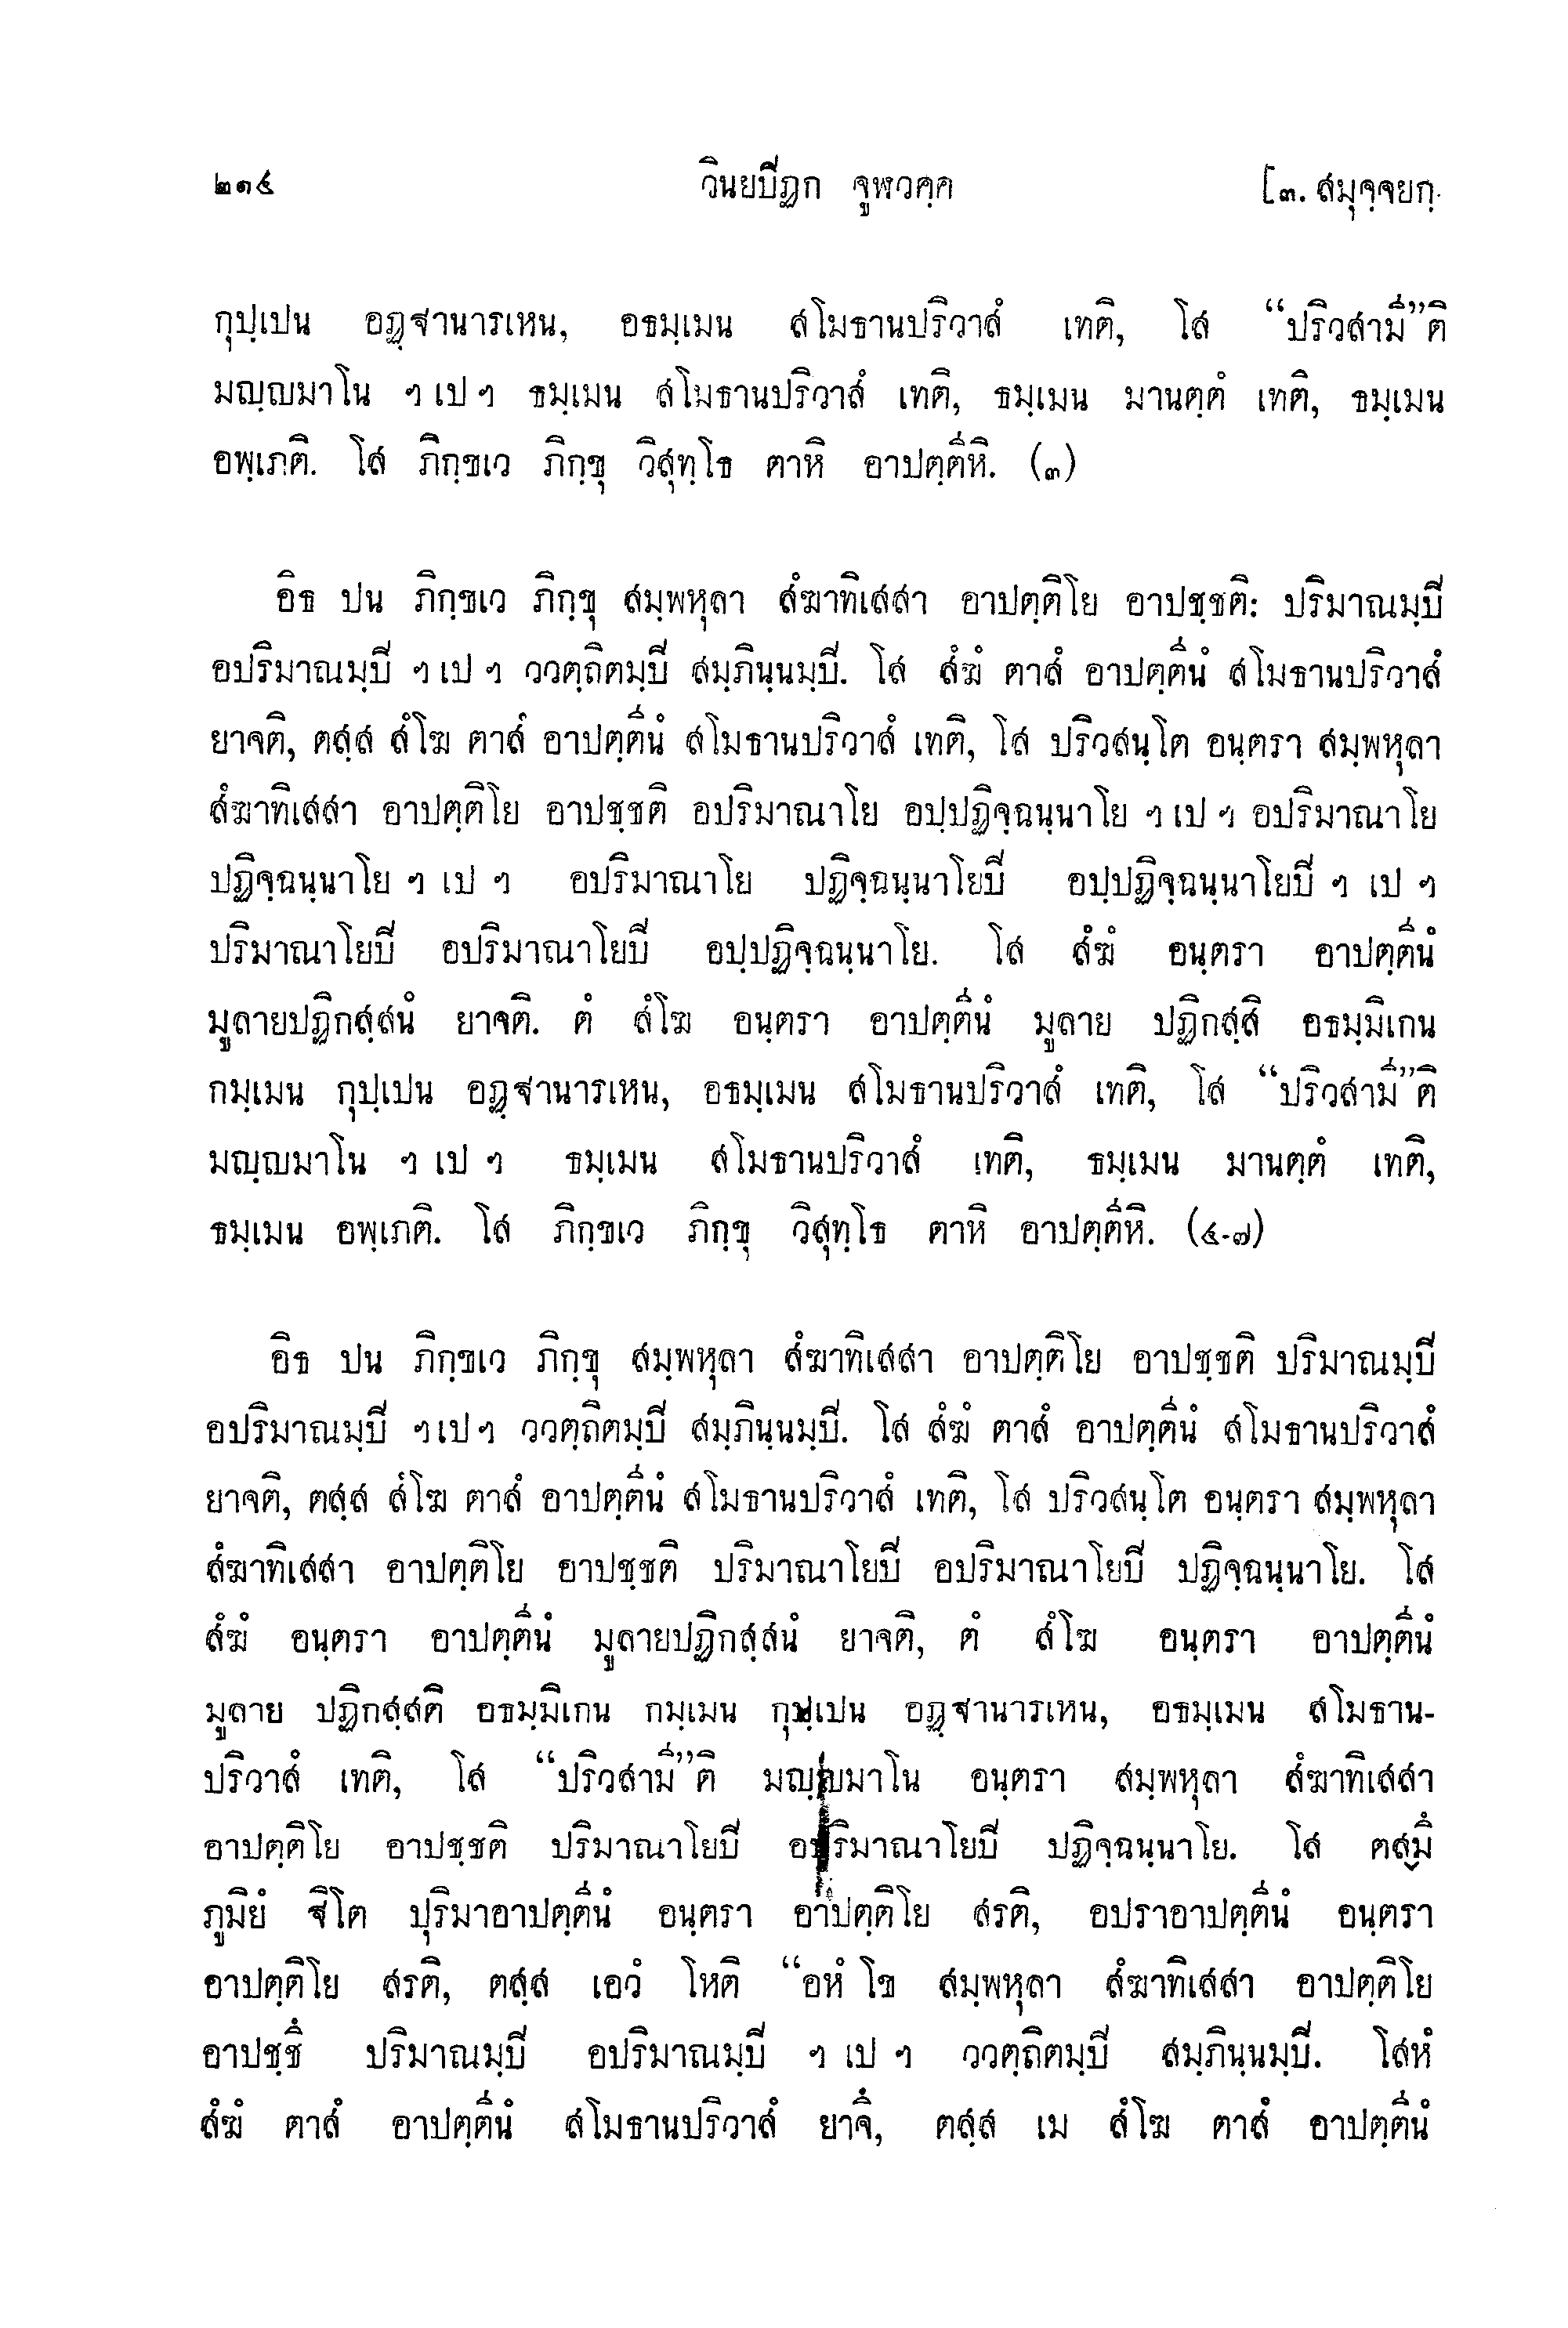 ๒๑๔ วินยปีฏก จูฬวคฺค [๓. สมุจฺจยกฺ.
กุปฺเปน อฏฺฐานารเหน, อธมฺเมน สโมธานปริวาสํ เทติ, โส “ปริวสามี”ติ
มญฺญมาโน ฯ เป ฯ ธมฺเมน สโมธานปริวาสํ เทติ, ธมฺเมน มานตฺตํ เทติ, ธมฺเมน
อพฺเภติ. โส ภิกฺขเว ภิกฺขุ วิสุทฺโธ ตาหิ อาปตฺตีหิ. (๓)
อิธ ปน ภิกฺขเว ภิกฺขุ สมฺพหุลา สํฆาทิเสสา อาปตฺติโย อาปชฺชติ: ปริมาณมฺปี
อปริมาณมฺปี ฯ เป ฯ ววตฺถิตมฺปี สมฺภินฺนมฺปี. โส สํฆํ ตาสํ อาปตฺตีนํ สโมธานปริวาสํ
ยาจติ, ตสฺส สํโฆ ตาสํ อาปตฺตีนํ สโมธานปริวาสํ เทติ, โส ปริวสนฺโต อนฺตรา สมฺพหุลา
สํฆาทิเสสา อาปตฺติโย อาปชฺชติ อปริมาณาโย อปฺปฏิจฺฉนฺนาโย ฯ เป ฯ อปริมาณาโย
ปฏิจฺฉนฺนาโย ฯ เป ฯ อปริมาณาโย ปฏิจฺฉนฺนาโยปี อปฺปฏิจฺฉนฺนาโยปี ฯ เป ฯ
ปริมาณาโยปี อปริมาณาโยปี อปฺปฏิจฺฉนฺนาโย. โส สํฆํ อนฺตรา อาปตฺตีนํ
มูลายปฏิกสฺสนํ ยาจติ. ตํ สํโฆ อนฺตรา อาปตฺตีนํ มูลาย ปฏิกสฺสิ อธมฺมิเกน
กมฺเมน กุปฺเปน อฏฺฐานารเหน, อธมฺเมน สโมธานปริวาสํ เทติ, โส “ปริวสามี”ติ
มญฺญมาโน ฯ เป ฯ ธมฺเมน สโมธานปริวาสํ เทติ, ธมฺเมน มานตฺตํ เทติ,
ธมฺเมน อพฺเภติ. โส ภิกฺขเว ภิกฺขุ วิสุทฺโธ ตาหิ อาปตฺตีหิ. (๔-๗)
อิธ ปน ภิกฺขเว ภิกฺขุ สมฺพหุลา สํฆาทิเสสา อาปตฺติโย อาปชฺชติ ปริมาณมฺปี
อปริมาณมฺปี ฯ เป ฯ ววตฺถิตมฺปี สมฺภินฺนมฺปี. โส สํฆํ ตาสํ อาปตฺตีนํ สโมธานปริวาสํ
ยาจติ, ตสฺส สํโฆ ตาสํ อาปตฺตีนํ สโมธานปริวาสํ เทติ, โส ปริวสนฺโต อนฺตรา สมฺพหุลา
สํฆาทิเสสา อาปตฺติโย อาปชฺชติ ปริมาณาโยปี อปริมาณาโยปี ปฏิจฺฉนฺนาโย. โส
สํฆํ อนฺตรา อาปตฺตีนํ มูลายปฏิกสฺสนํ ยาจติ, ตํ สํโฆ อนฺตรา อาปตฺตีนํ
มูลาย ปฏิกสฺสติ อธมฺมิเกน กมฺเมน กุปฺเปน อฏฺฐานารเหน, อธมฺเมน สโมธาน-
ปริวาสํ เทติ, โส “ปริวสามี”ติ มญฺญมาโน อนฺตรา สมฺพหุลา สํฆาทิเสสา
อาปตฺติโย อาปชฺชติ ปริมาณาโยปี อปริมาณาโยปี ปฏิจฺฉนฺนาโย. โส ตสฺมิํ
ภูมิยํ ฐิโต ปุริมาอาปตฺตีนํ อนฺตรา อาปตฺติโย สรติ, อปราอาปตฺตีนํ อนฺตรา
อาปตฺติโย สรติ, ตสฺส เอวํ โหติ “อหํ โข สมฺพหุลา สํฆาทิเสสา อาปตฺติโย
อาปชฺชิํ ปริมาณมฺปี อปริมาณมฺปี ฯ เป ฯ ววตฺถิตมฺปี สมฺภินฺนมฺปี. โสหํ
สํฆํ ตาสํ อาปตฺตีนํ สโมธานปริวาสํ ยาจิํ, ตสฺส เม สํโฆ ตาสํ อาปตฺตีนํ